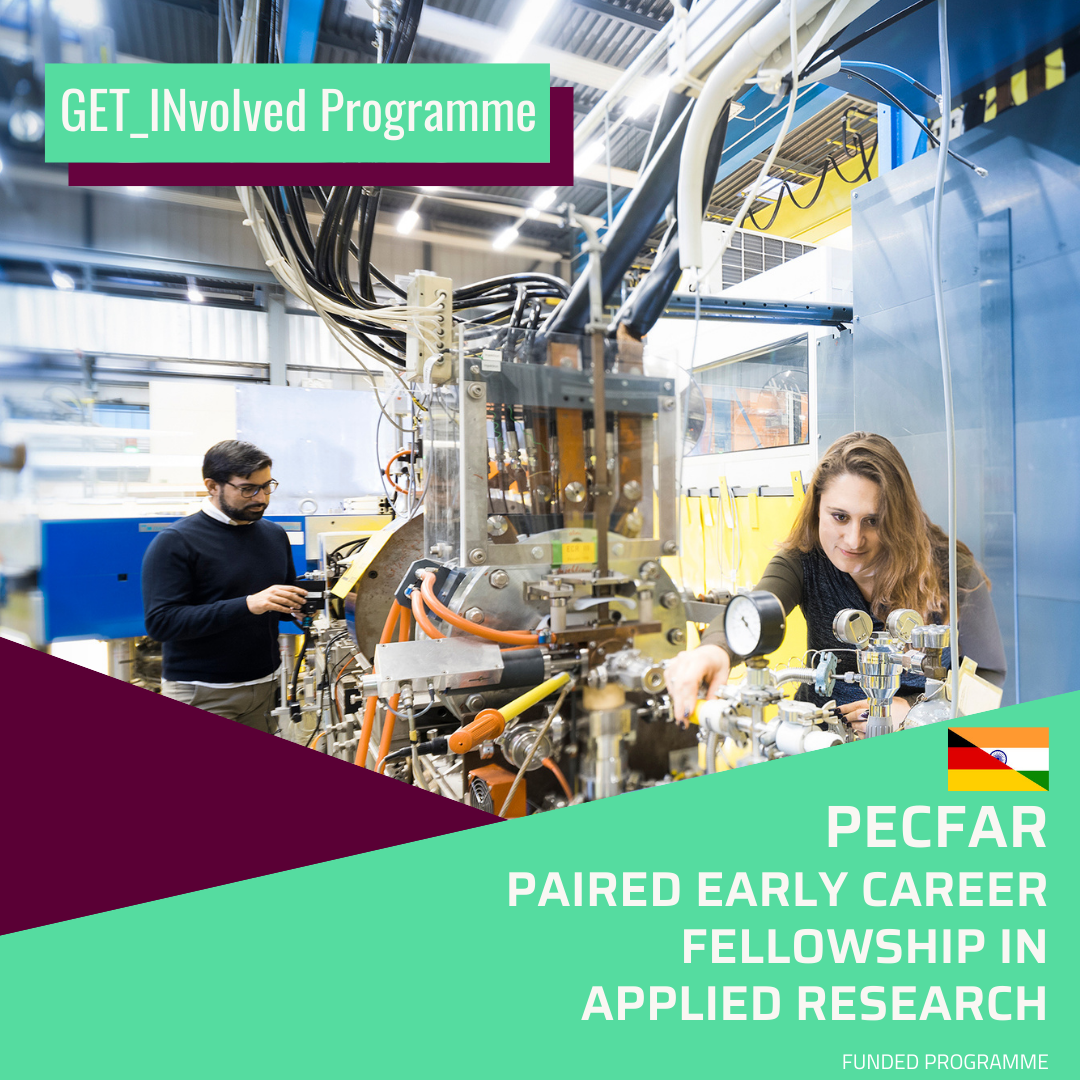 GET_INvolved Programme
PECFAR
PAIRED EARLY CAREER
FELLOWSHIP IN
APPLIED RESEARCH
FUNDED PROGRAMME